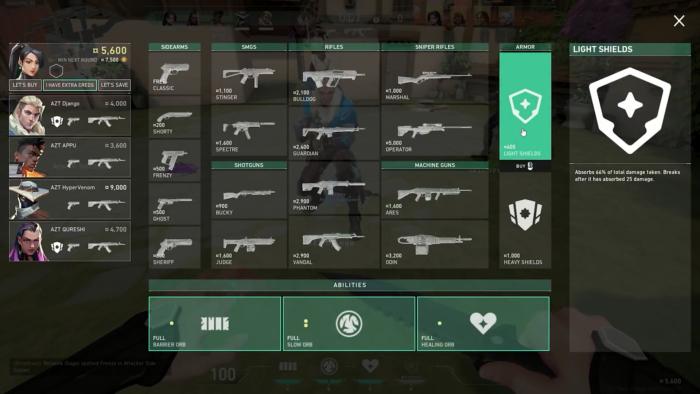 ¤ 5,600
WIN NEXT ROUND ¤ 7,500
LET'S BUY I HAVE EXTRA CREDS LET'S SAVE
AZT Django ¤ 4,000
AZT APPU ¤ 3,600
AZT HyperVenom ¤ 9,000
AZT QURESHI ¤ 4,700
SIDEARMS
FREE
CLASSIC
¤200
SHORTY
¤500
FRENZY
¤500
GHOST
SHERIFF
SMGS
¤1,100
STINGER
¤1,600
SPECTRE
SHOTGUNS
¤900
BUCKY
¤1,600
JUDGE
RIFLES
¤2,100
BULLDOG
¤2,400
GUARDIAN
¤2,900
PHANTOM
¤2,900
VANDAL
SNIPER RIFLES
¤1,000
MARSHAL
¤5,000
OPERATOR
MACHINE GUNS
¤1,600
ARES
¤3,200
ODIN
ARMOR
¤400
LIGHT SHIELDS
BUY
¤1,000
HEAVY SHIELDS
LIGHT SHIELDS
Absorbs 66% of total damage taken. Breaks
after it has absorbed 25 damage.
ABILITIES
FULL
BARRIER ORB
FULL
SLOW ORB
FULL
HEALING ORB
100
¤ 5,600